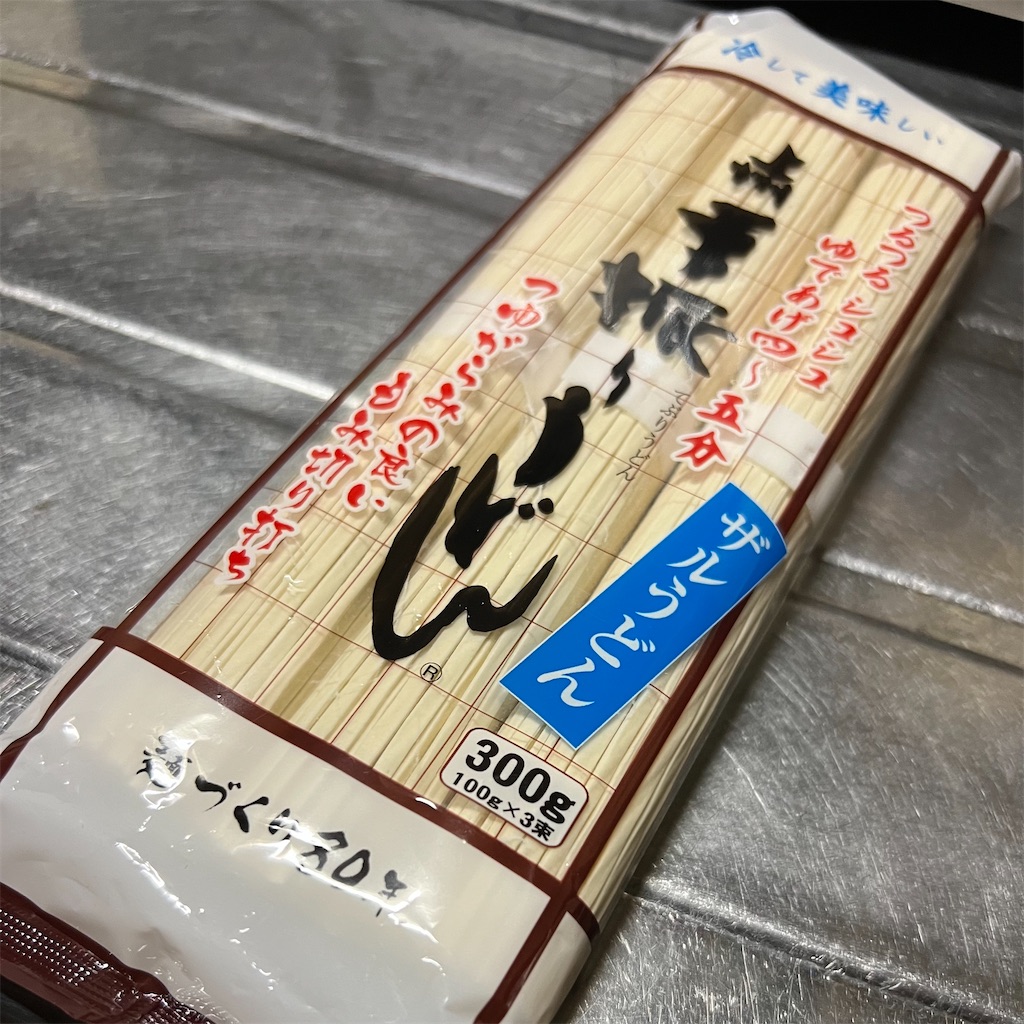 冷して美味しい
つるつる シコシコ
ゆであげ四〜五分
手振りうどん
てぶりうどん
®
つゆがらみの良い
もみ切り打ち
ザルうどん
300g
100g×3束